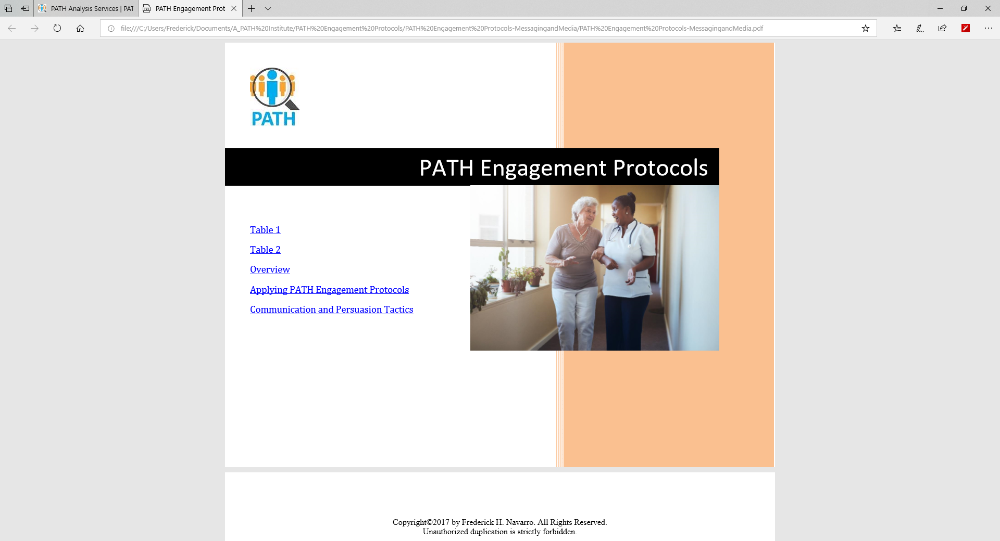 PATH Analysis Services | PAT
PATH Engagement Prot
file:///C:/Users/Frederick/Documents/A_PATH%20Institute/PATH%20Engagement%20Protocols/PATH%20Engagement%20Protocols-MessagingandMedia/PATH%20Engagement%20Protocols-MessagingandMedia.pdf
PATH
PATH Engagement Protocols
Table 1
Table 2
Overview
Applying PATH Engagement Protocols
Communication and Persuasion Tactics
Copyright©2017 by Frederick H. Navarro. All Rights Reserved.
Unauthorized duplication is strictly forbidden.